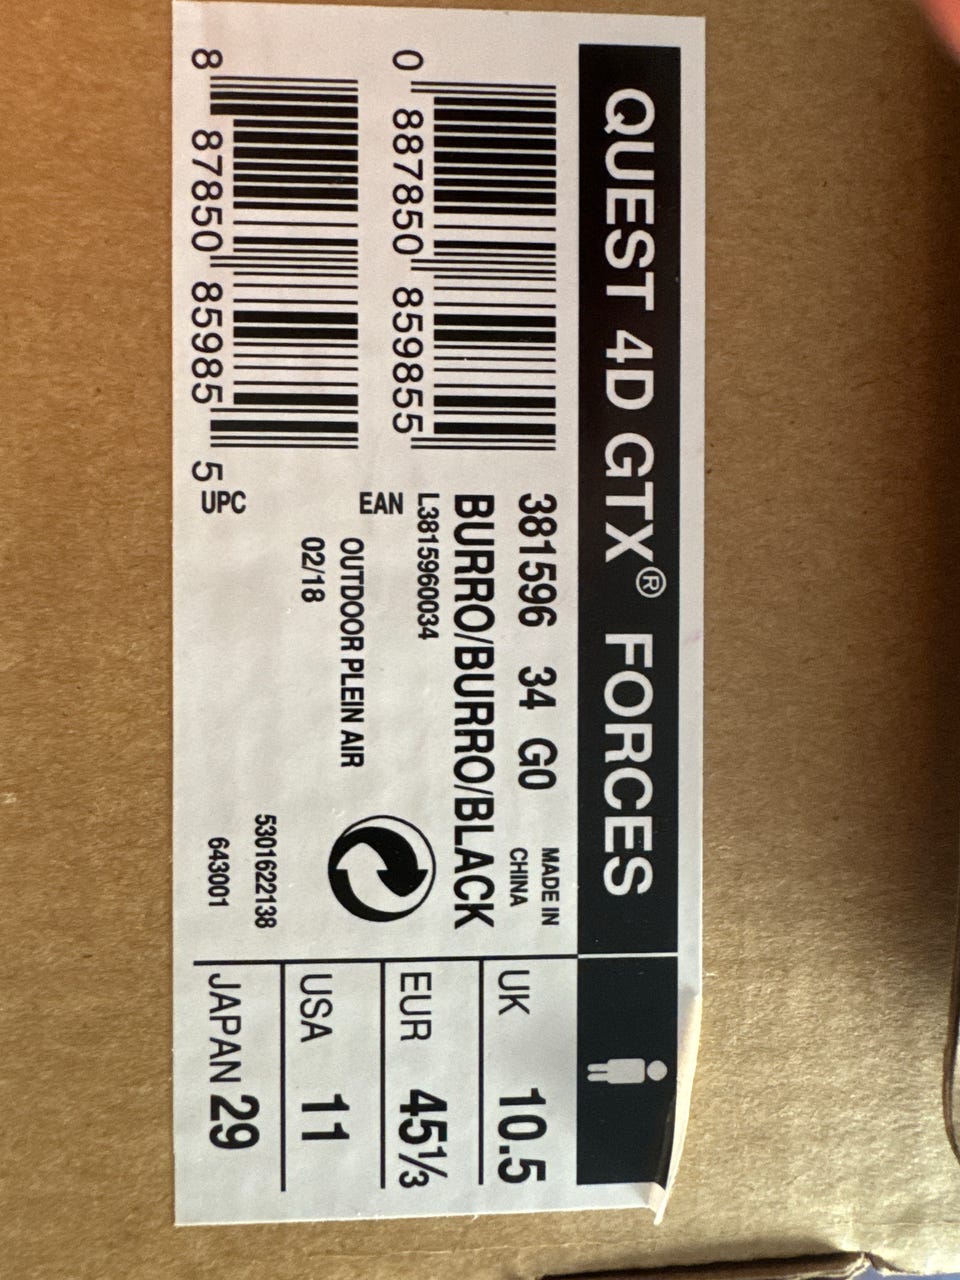 QUEST 4D GTX® FORCES
0 887850 859855
EAN
8 87850 85985 5
UPC
381596 34 G0
MADE IN
CHINA
BURRO/BURRO/BLACK
L3815960034
OUTDOOR PLEIN AIR
02/18
5301622138
643001
UK 10.5
EUR 45⅓
USA 11
JAPAN 29